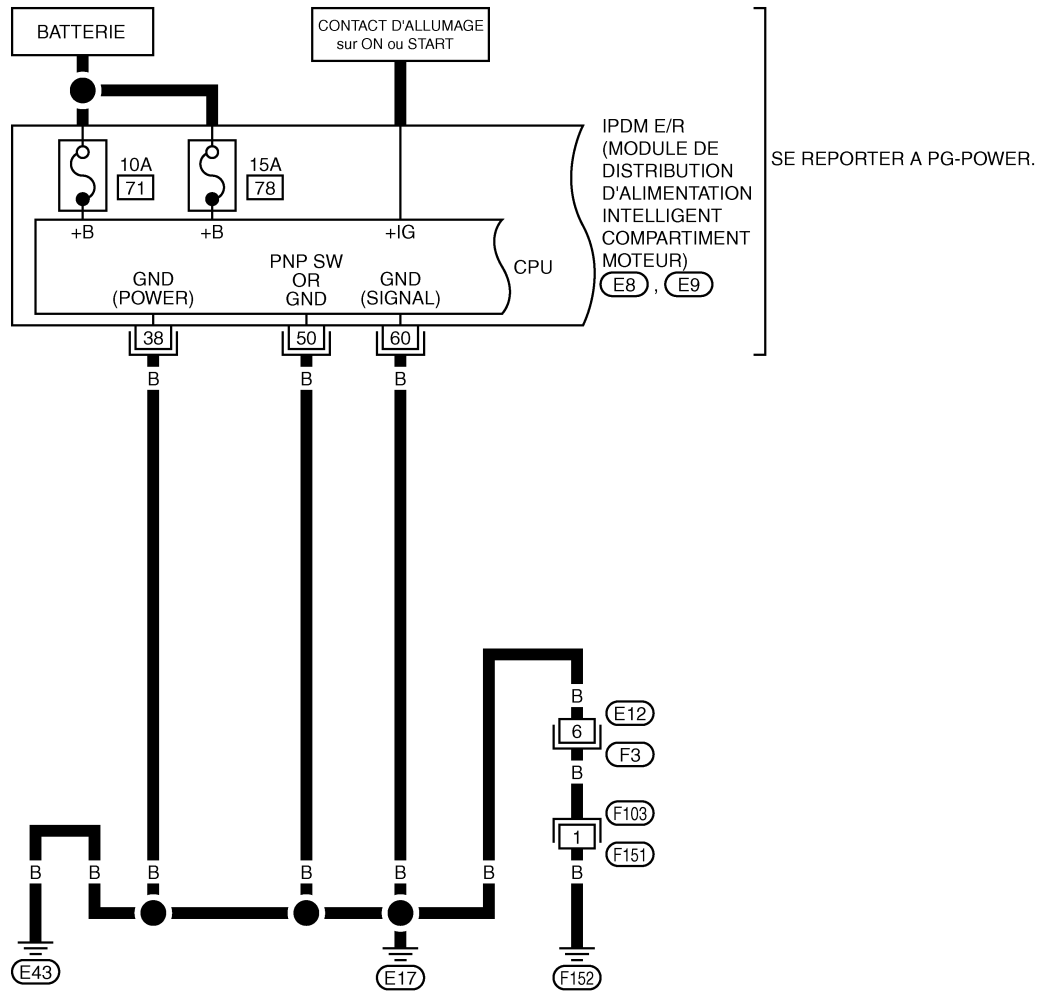 BATTERIE
CONTACT D'ALLUMAGE
sur ON ou START
IPDM E/R
(MODULE DE
DISTRIBUTION
D'ALIMENTATION
INTELLIGENT
COMPARTIMENT
MOTEUR)
E8 , E9
SE REPORTER A PG-POWER.
10A
71
15A
78
+B
+B
+IG
CPU
GND
(POWER)
PNP SW
OR
GND
GND
(SIGNAL)
38
50
60
B
B
B
B
6
E12
F3
B
F103
1
F151
B
B
B
B
B
B
B
E43
E17
F152